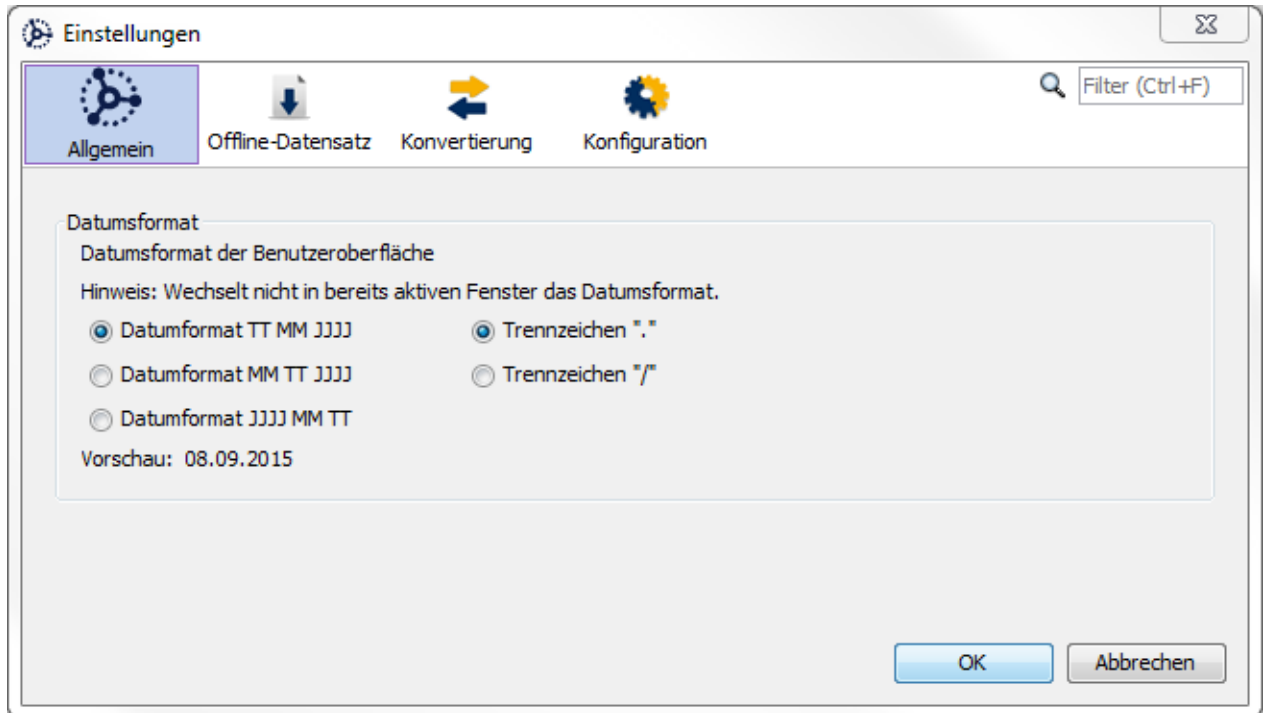 Einstellungen
Filter (Ctrl+F)
Allgemein
Offline-Datensatz
Konvertierung
Konfiguration
Datumsformat
Datumsformat der Benutzeroberfläche
Hinweis: Wechselt nicht in bereits aktiven Fenster das Datumsformat.
Datumformat TT MM JJJJ
Trennzeichen "."
Datumformat MM TT JJJJ
Trennzeichen "/"
Datumformat JJJJ MM TT
Vorschau: 08.09.2015
OK
Abbrechen